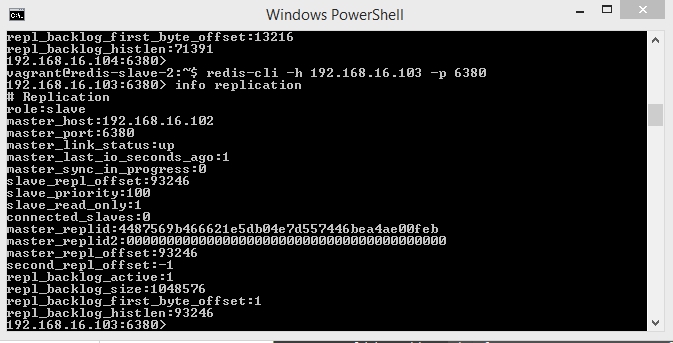 Windows PowerShell
repl_backlog_first_byte_offset:13216
repl_backlog_histlen:71391
192.168.16.104:6380>
vagrant@redis-slave-2:~$ redis-cli -h 192.168.16.103 -p 6380
192.168.16.103:6380> info replication
# Replication
role:slave
master_host:192.168.16.102
master_port:6380
master_link_status:up
master_last_io_seconds_ago:1
master_sync_in_progress:0
slave_repl_offset:93246
slave_priority:100
slave_read_only:1
connected_slaves:0
master_replid:4487569b466621e5db04e7d557446bea4ae00feb
master_replid2:0000000000000000000000000000000000000000
master_repl_offset:93246
second_repl_offset:-1
repl_backlog_active:1
repl_backlog_size:1048576
repl_backlog_first_byte_offset:1
repl_backlog_histlen:93246
192.168.16.103:6380>